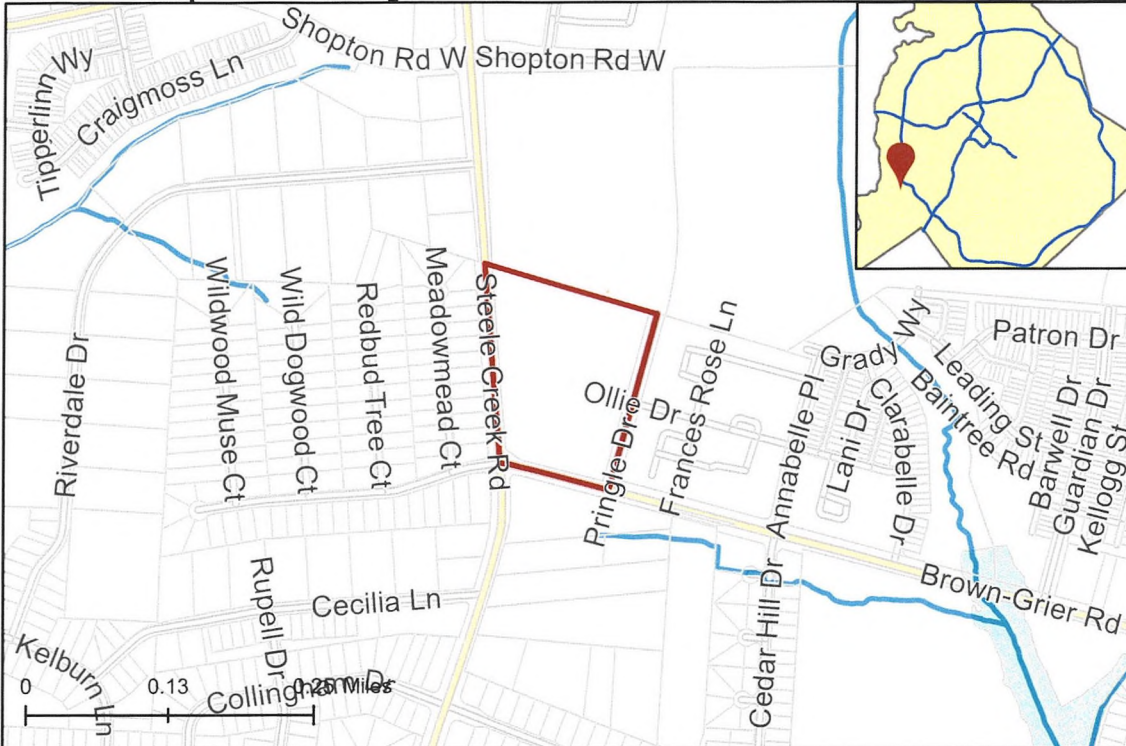 Shopton Rd W
Shopton Rd W
Tipperlinn Wy
Craigmoss Ln
Riverdale Dr
Wildwood Muse Ct
Wild Dogwood Ct
Redbud Tree Ct
Meadowmead Ct
Steele Creek Rd
Ollie Dr
Pringle Dr
Frances Rose Ln
Annabelle Pl
Grady Wy
Lani Dr
Clarabelle Dr
Leading St
Baintree Rd
Patron Dr
Barwell Dr
Guardian Dr
Kellogg St
Brown-Grier Rd
Cedar Hill Dr
Cecilia Ln
Rupell Dr
Kelburn Ln
Collingham Dr
0 0.13 0.25 Miles